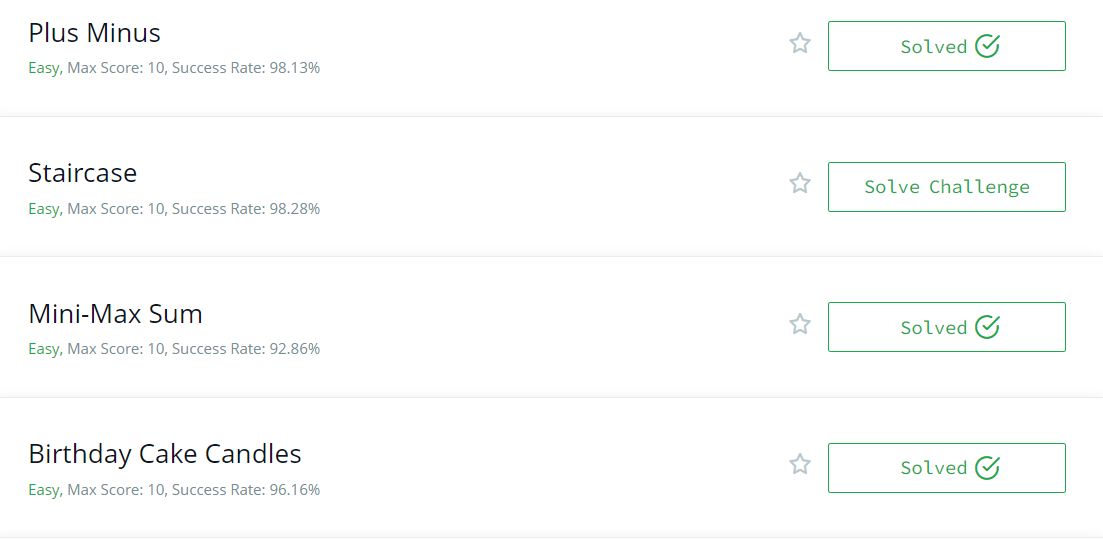 Plus Minus
Easy, Max Score: 10, Success Rate: 98.13%
Solved
Staircase
Easy, Max Score: 10, Success Rate: 98.28%
Solve Challenge
Mini-Max Sum
Easy, Max Score: 10, Success Rate: 92.86%
Solved
Birthday Cake Candles
Easy, Max Score: 10, Success Rate: 96.16%
Solved